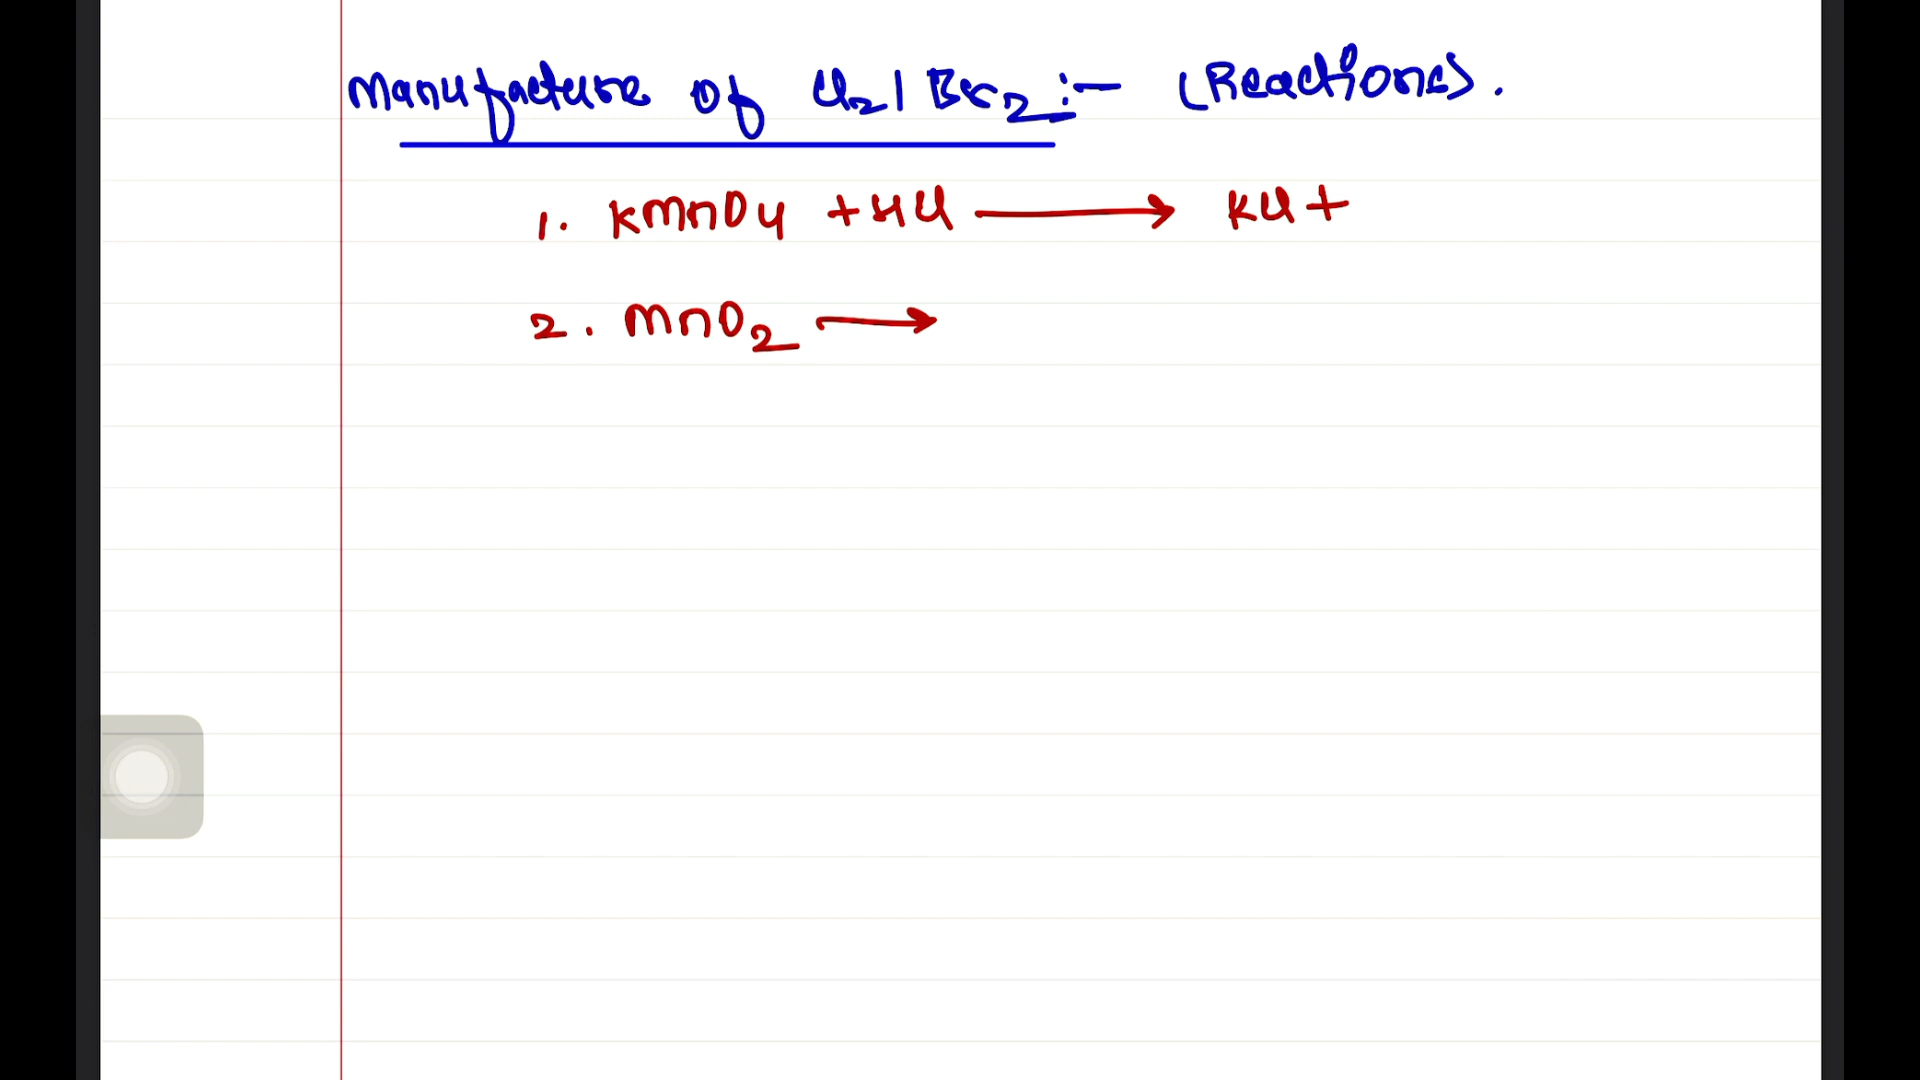 Manufacture of Cl2 / Br2 :- (Reactions).
1. KMnO4 + HCl ⟶ KCl +
2. MnO2 ⟶